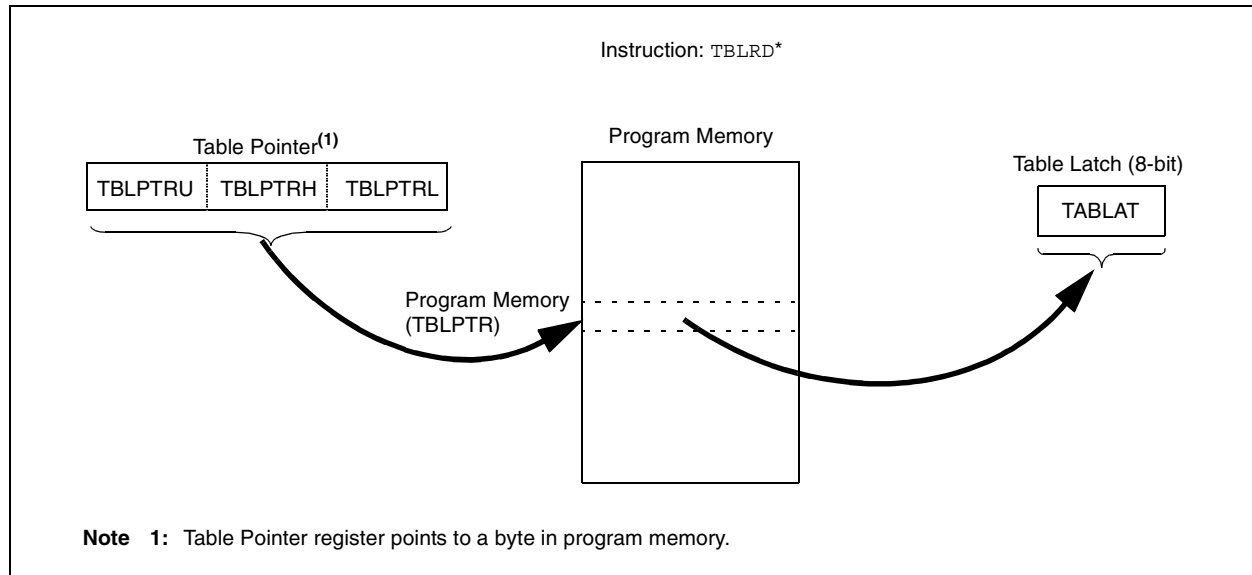 Instruction: TBLRD*
Table Pointer(1)
TBLPTRU TBLPTRH TBLPTRL
Program Memory
Table Latch (8-bit)
TABLAT
Program Memory
(TBLPTR)
Note 1: Table Pointer register points to a byte in program memory.